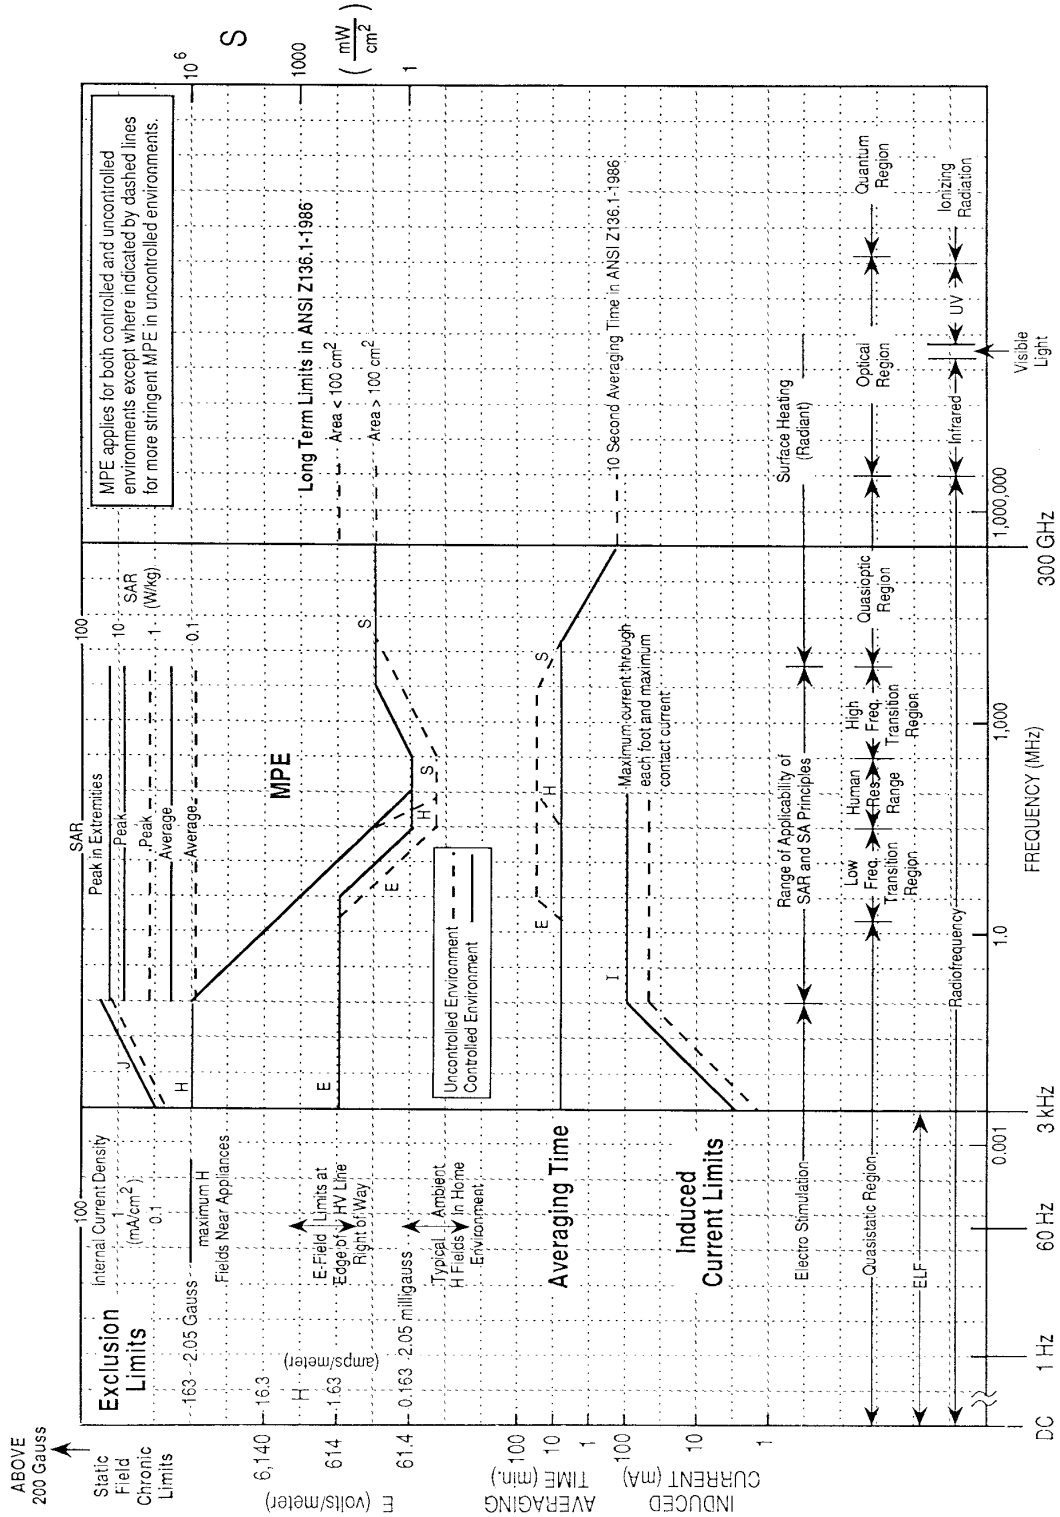 ABOVE
200 Gauss
Static
Field
Chronic
Limits
Exclusion
Limits
Internal Current Density
(mA/cm²)
100
1
0.1
SAR
100
10
1
0.1
SAR
(W/kg)
Peak in Extremities
Peak
Peak
Average
Average
J
MPE applies for both controlled and uncontrolled
environments except where indicated by dashed lines
for more stringent MPE in uncontrolled environments.
S
10⁶
1000
1
(mW/cm²)
163 - 2.05 Gauss
maximum H
Fields Near Appliances
H
MPE
6,140
614
61.4
E (volts/meter)
16.3
1.63
H
(amps/meter)
0.163 - 2.05 milligauss
E-Field Limits at
Edge of HV Line
Right of Way
Typical Ambient
H Fields In Home
Environment
E
E
H
S
S
Long Term Limits in ANSI Z136.1-1986
Area < 100 cm²
Area > 100 cm²
Uncontrolled Environment
Controlled Environment
100
10
1
AVERAGING
TIME (min.)
Averaging Time
E
H
S
10 Second Averaging Time in ANSI Z136.1-1986
100
10
1
INDUCED
CURRENT (mA)
Induced
Current Limits
I
Maximum current through
each foot and maximum
contact current
Electro Stimulation
Range of Applicability of
SAR and SA Principles
Surface Heating
(Radiant)
Quasistatic Region
Low
Freq.
Transition
Region
Human
Res.
Range
High
Freq.
Transition
Region
Quasioptic
Region
Optical
Region
Quantum
Region
ELF
Radiofrequency
Infrared
UV
Ionizing
Radiation
Visible
Light
0.001
1.0
1,000
1,000,000
DC
1 Hz
60 Hz
3 kHz
FREQUENCY (MHz)
300 GHz